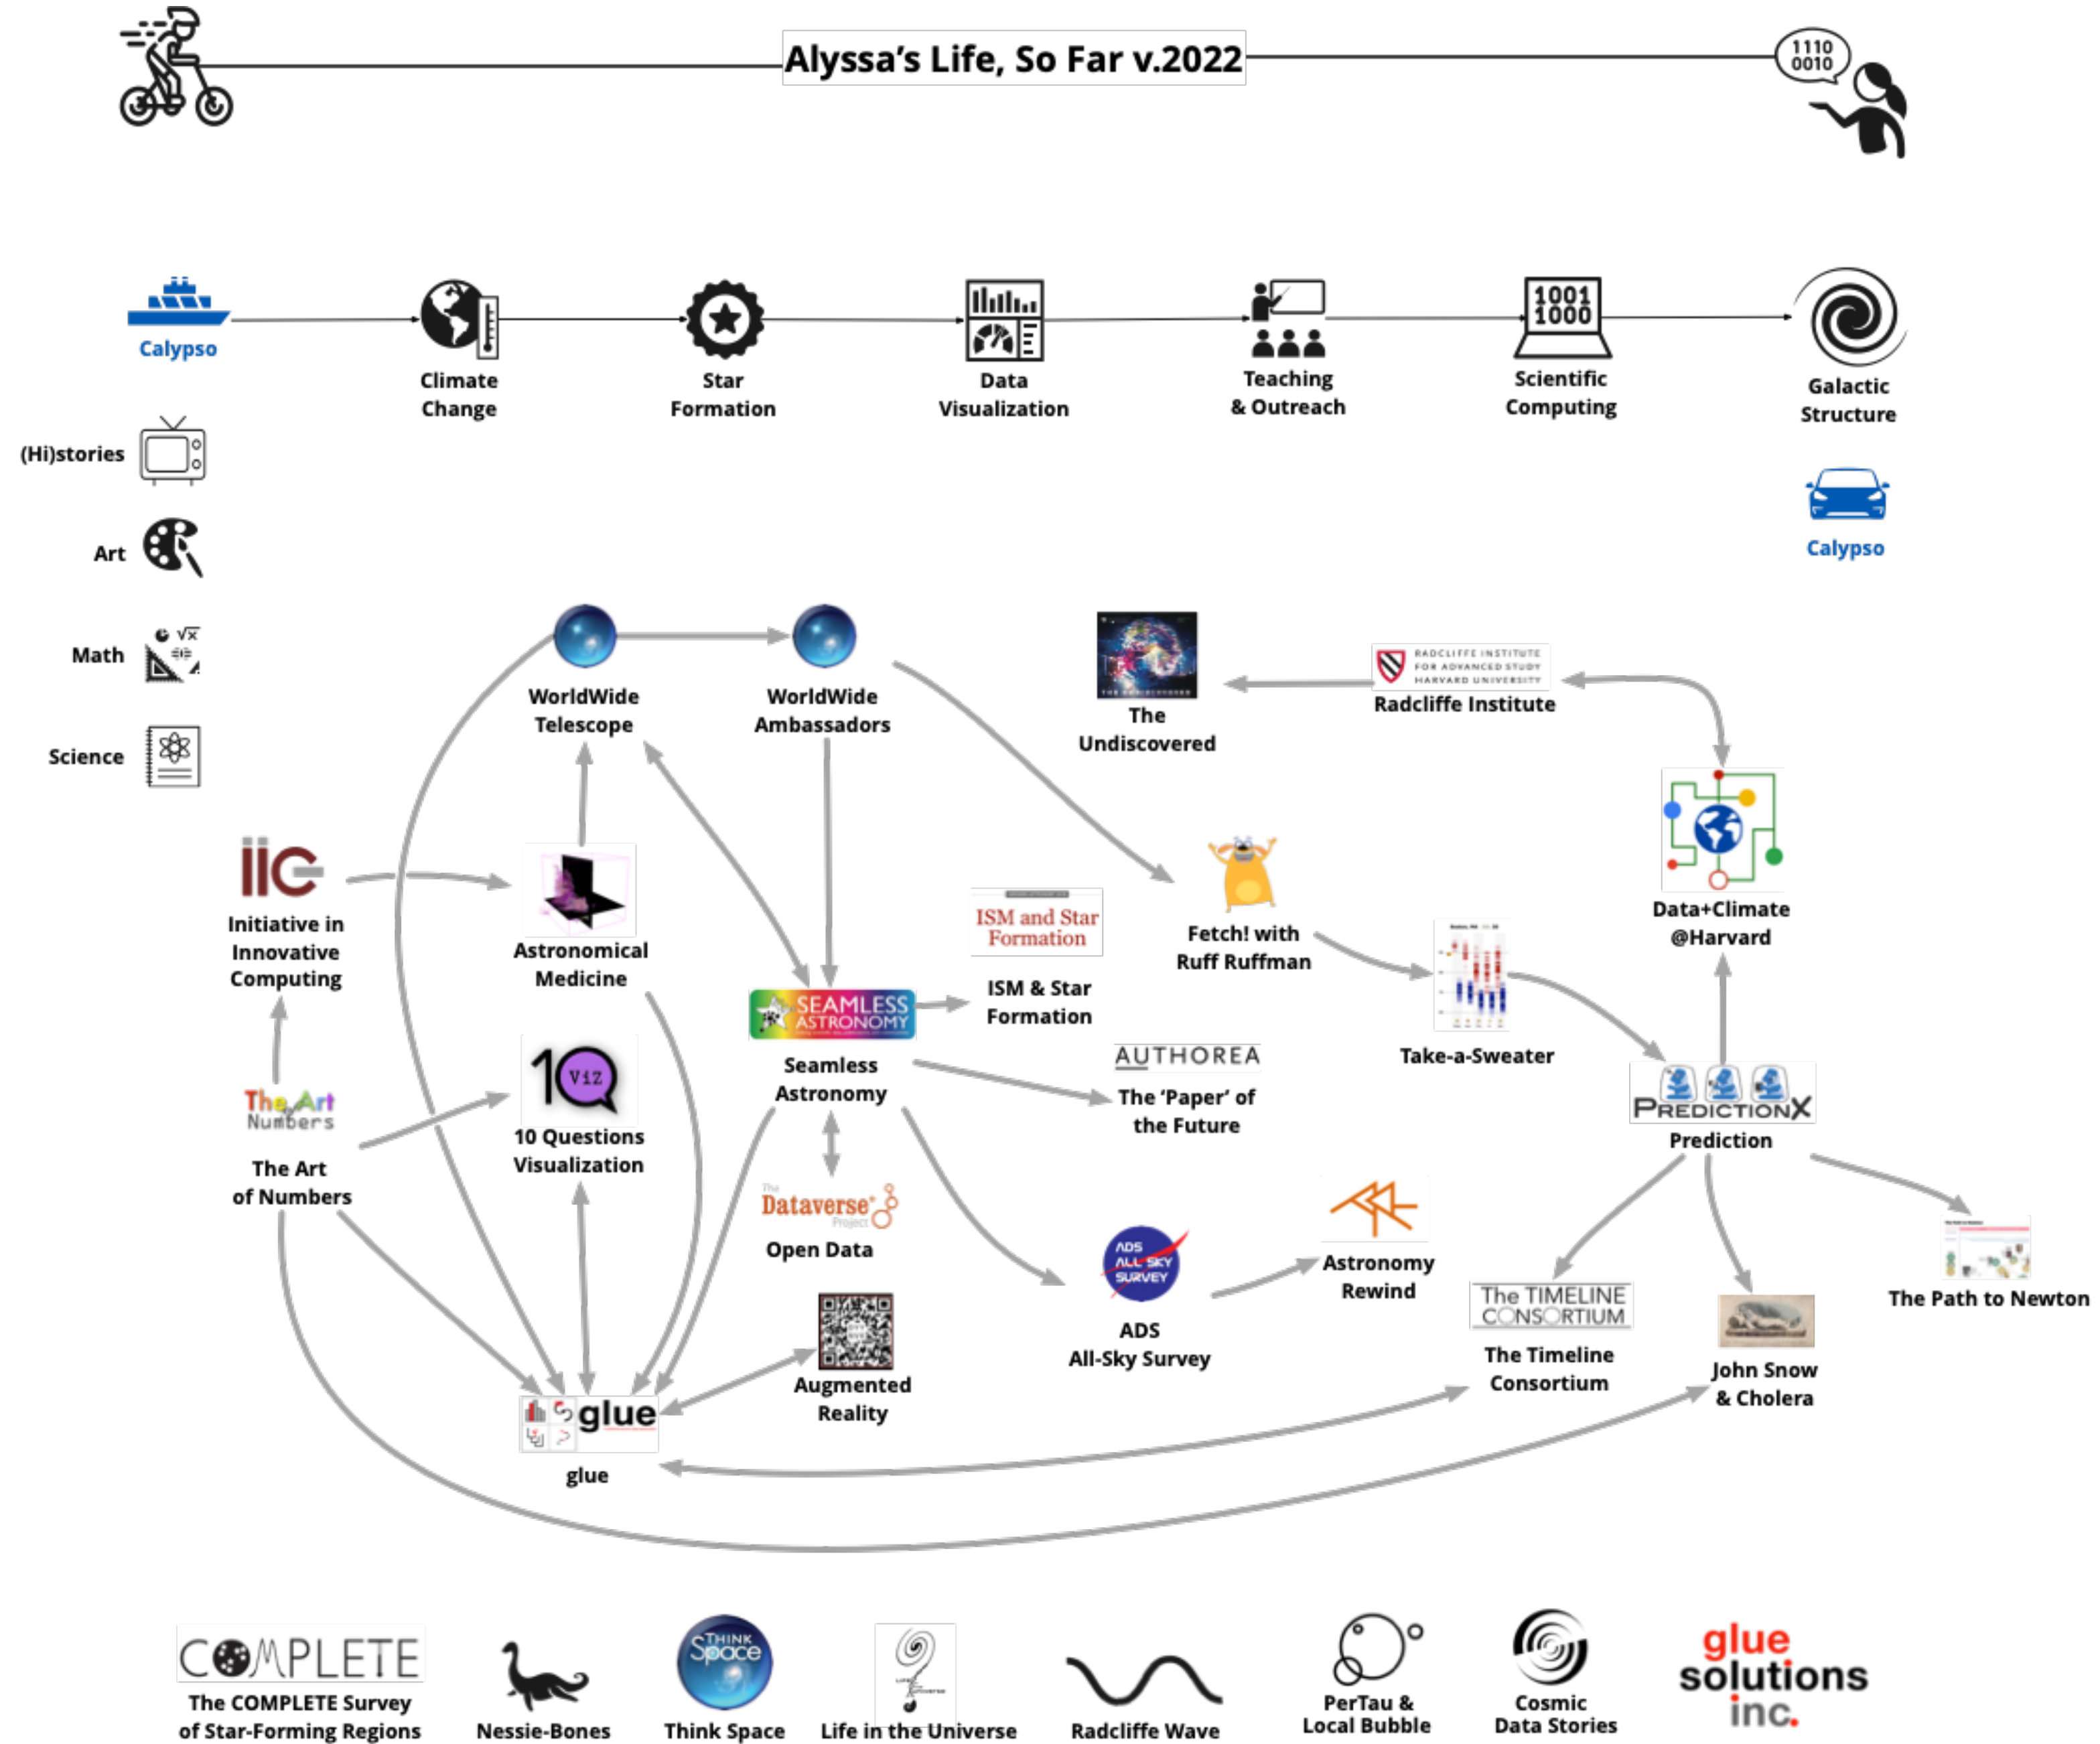 Alyssa's Life, So Far v.2022
1110
0010
Calypso
Climate
Change
Star
Formation
Data
Visualization
Teaching
& Outreach
1001
1000
Scientific
Computing
Galactic
Structure
(Hi)stories
Art
Math
√x
Science
Calypso
WorldWide
Telescope
WorldWide
Ambassadors
THE UNDISCOVERED
The
Undiscovered
RADCLIFFE INSTITUTE
FOR ADVANCED STUDY
HARVARD UNIVERSITY
Radcliffe Institute
iic
Initiative in
Innovative
Computing
Astronomical
Medicine
ISM and Star
Formation
ISM & Star
Formation
Fetch! with
Ruff Ruffman
Take-a-Sweater
Data+Climate
@Harvard
SEAMLESS
ASTRONOMY
Seamless
Astronomy
AUTHOREA
The 'Paper' of
the Future
PREDICTIONX
Prediction
The Art
Numbers
The Art
of Numbers
10
Viz
10 Questions
Visualization
The
Dataverse
Project
Open Data
ADS
ALL SKY
SURVEY
ADS
All-Sky Survey
Astronomy
Rewind
The TIMELINE
CONSORTIUM
The Timeline
Consortium
John Snow
& Cholera
The Path to Newton
Augmented
Reality
glue
glue
COMPLETE
The COMPLETE Survey
of Star-Forming Regions
Nessie-Bones
THINK
Space
Think Space
LIFE
UNIVERSE
Life in the Universe
Radcliffe Wave
PerTau &
Local Bubble
Cosmic
Data Stories
glue
solutions
inc.